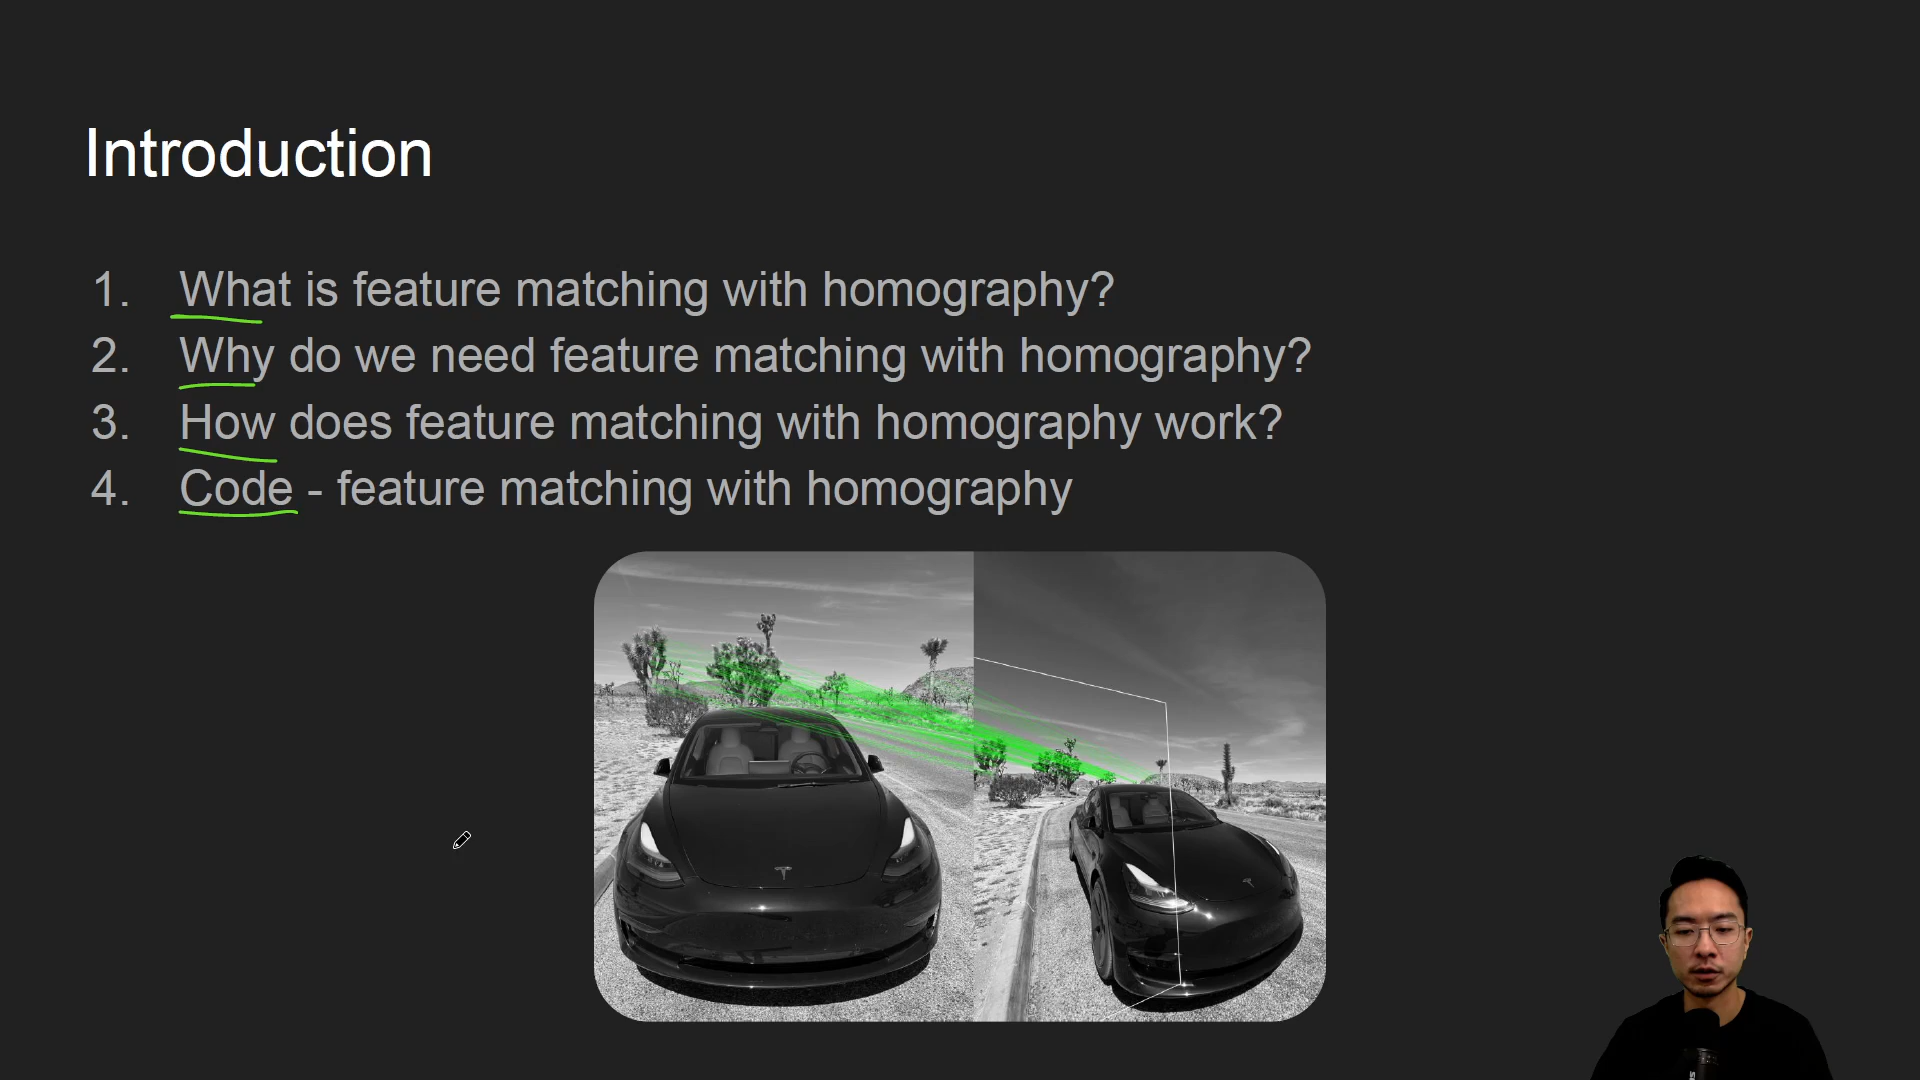 Introduction
1. What is feature matching with homography?
2. Why do we need feature matching with homography?
3. How does feature matching with homography work?
4. Code - feature matching with homography